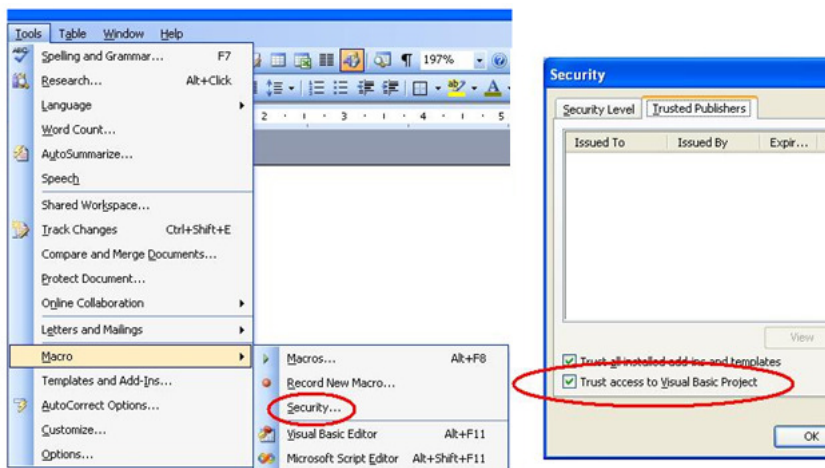 Tools Table Window Help
Spelling and Grammar... F7
Research... Alt+Click
Language
Word Count...
AutoSummarize...
Speech
Shared Workspace...
Track Changes Ctrl+Shift+E
Compare and Merge Documents...
Protect Document...
Online Collaboration
Letters and Mailings
Macro
Templates and Add-Ins...
AutoCorrect Options...
Customize...
Options...
197%
2 3 4 5
Macros... Alt+F8
Record New Macro...
Security...
Visual Basic Editor Alt+F11
Microsoft Script Editor Alt+Shift+F11
Security
Security Level Trusted Publishers
Issued To Issued By Expir...
View
Trust all installed add-ins and templates
Trust access to Visual Basic Project
OK